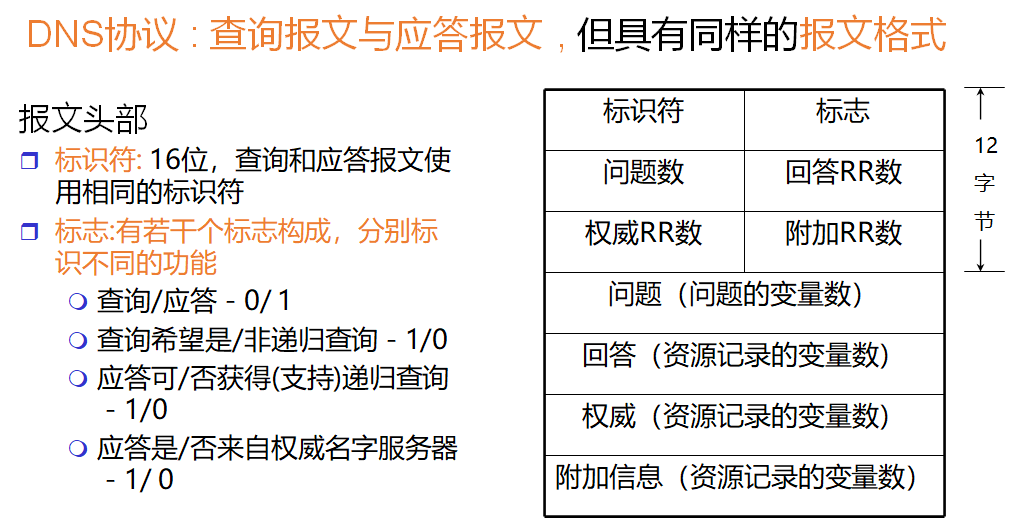 DNS协议：查询报文与应答报文，但具有同样的报文格式
报文头部
标识符: 16位，查询和应答报文使
用相同的标识符
标志:有若干个标志构成，分别标
识不同的功能
查询/应答 - 0/ 1
查询希望是/非递归查询 - 1/0
应答可/否获得(支持)递归查询
- 1/0
应答是/否来自权威名字服务器
- 1/ 0
标识符 标志
问题数 回答RR数
权威RR数 附加RR数
问题（问题的变量数）
回答（资源记录的变量数）
权威（资源记录的变量数）
附加信息（资源记录的变量数）
12
字
节